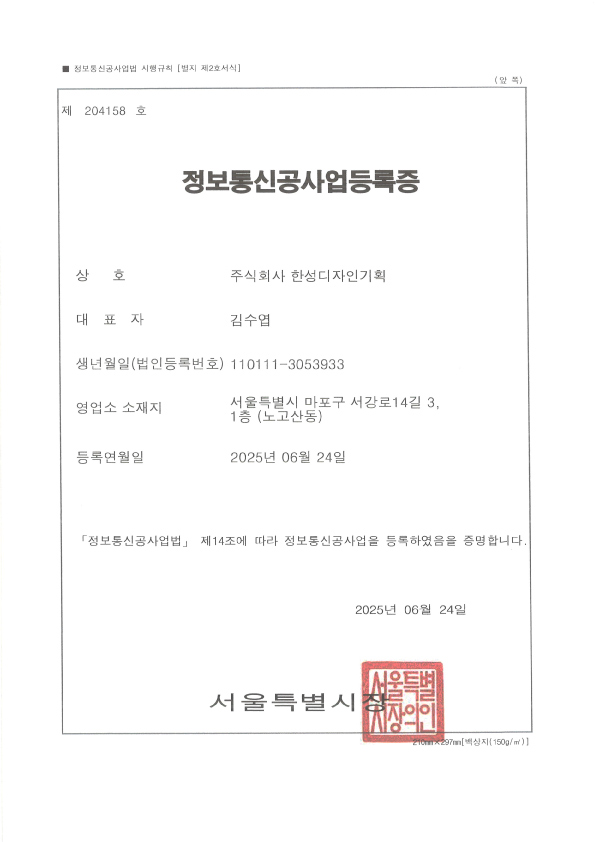 ■ 정보통신공사업법 시행규칙 [별지 제2호서식]
(앞 쪽)
제 204158 호
정보통신공사업등록증
상 호 주식회사 한성디자인기획
대 표 자 김수엽
생년월일(법인등록번호) 110111-3053933
영업소 소재지 서울특별시 마포구 서강로14길 3,
1층 (노고산동)
등록연월일 2025년 06월 24일
「정보통신공사업법」 제14조에 따라 정보통신공사업을 등록하였음을 증명합니다.
2025년 06월 24일
서울특별시장
서울특별
시장의인
210㎜×297㎜[백상지(150g/㎡)]